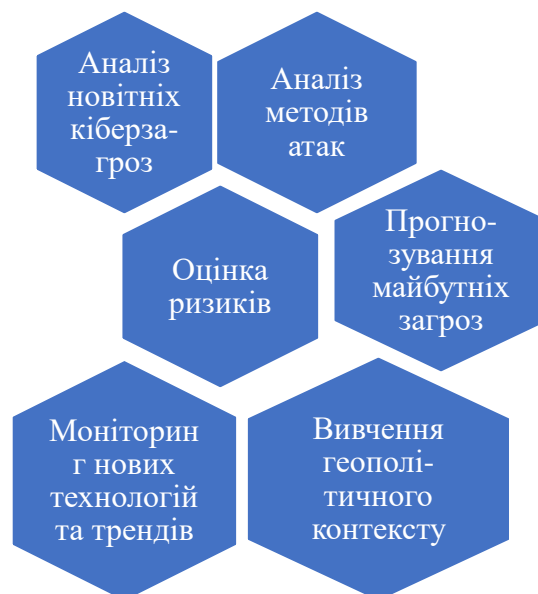 Аналіз
новітніх
кіберза-
гроз
Аналіз
методів
атак
Оцінка
ризиків
Прогно-
зування
майбутніх
загроз
Моніторин
г нових
технологій
та трендів
Вивчення
геополі-
тичного
контексту